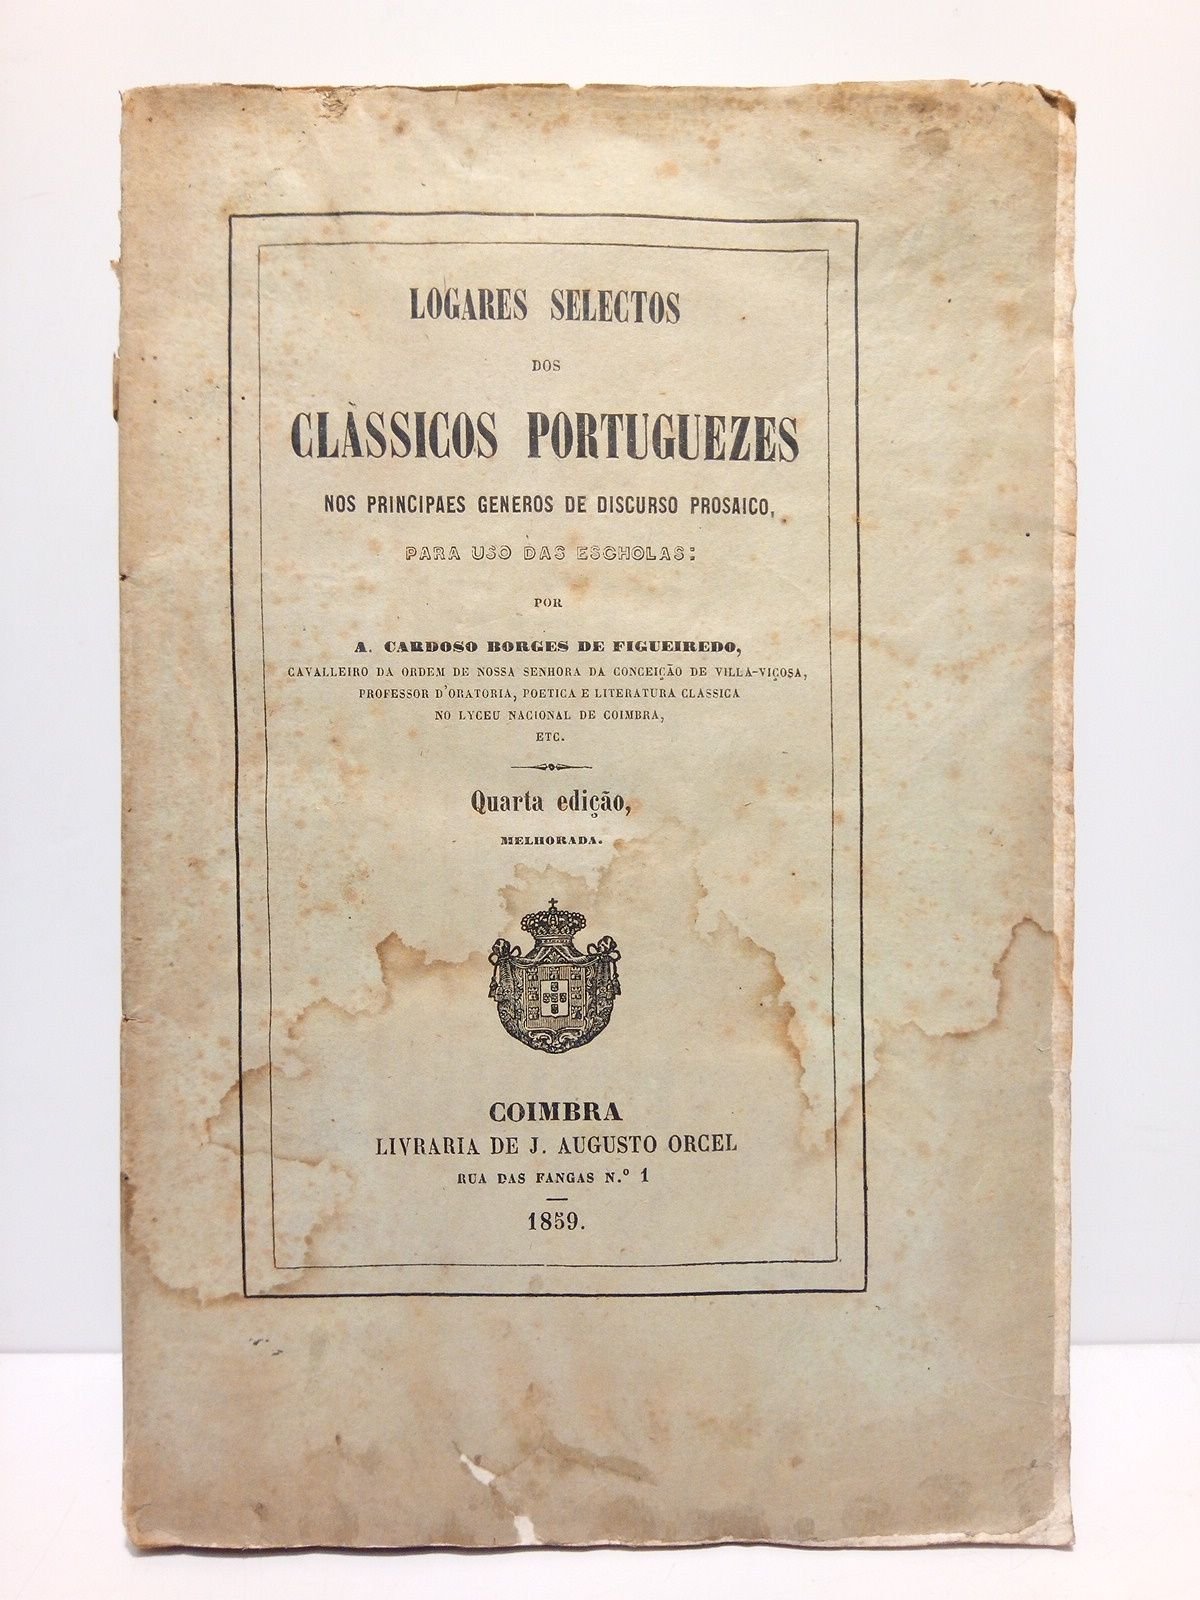 LOGARES SELECTOS
DOS
CLÁSSICOS PORTUGUEZES
NOS PRINCIPAES GENEROS DE DISCURSO PROSAICO,
PARA USO DAS ESCHOLAS:
POR
A. CARDOSO BORGES DE FIGUEIREDO,
CAVALLEIRO DA ORDEM DE NOSSA SENHORA DA CONCEIÇÃO DE VILLA-VIÇOSA,
PROFESSOR D'ORATORIA, POETICA E LITERATURA CLASSICA
NO LYCEU NACIONAL DE COIMBRA,
ETC.
Quarta edição,
MELHORADA.
COIMBRA
LIVRARIA DE J. AUGUSTO ORCEL
RUA DAS FANGAS N.º 1
1859.